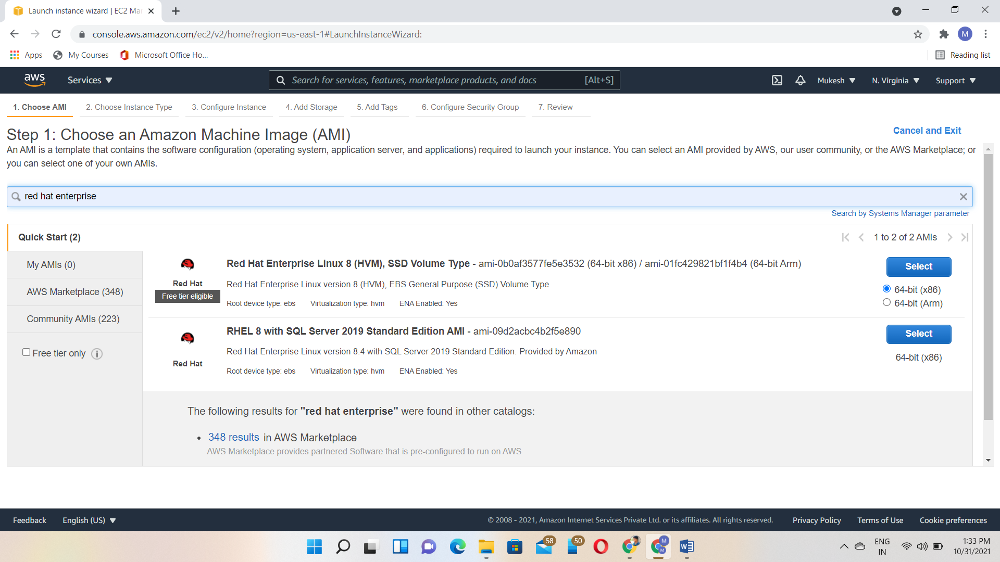 Launch instance wizard | EC2 Mar
console.aws.amazon.com/ec2/v2/home?region=us-east-1#LaunchInstanceWizard:
M
Apps
My Courses
Microsoft Office Ho...
Reading list
aws
Services
Search for services, features, marketplace products, and docs
[Alt+S]
Mukesh
N. Virginia
Support
1. Choose AMI
2. Choose Instance Type
3. Configure Instance
4. Add Storage
5. Add Tags
6. Configure Security Group
7. Review
Step 1: Choose an Amazon Machine Image (AMI)
Cancel and Exit
An AMI is a template that contains the software configuration (operating system, application server, and applications) required to launch your instance. You can select an AMI provided by AWS, our user community, or the AWS Marketplace; or
you can select one of your own AMIs.
red hat enterprise
Search by Systems Manager parameter
Quick Start (2)
1 to 2 of 2 AMIs
My AMIs (0)
AWS Marketplace (348)
Community AMIs (223)
Free tier only
Red Hat
Free tier eligible
Red Hat Enterprise Linux 8 (HVM), SSD Volume Type - ami-0b0af3577fe5e3532 (64-bit x86) / ami-01fc429821bf1f4b4 (64-bit Arm)
Red Hat Enterprise Linux version 8 (HVM), EBS General Purpose (SSD) Volume Type
Root device type: ebs
Virtualization type: hvm
ENA Enabled: Yes
Select
64-bit (x86)
64-bit (Arm)
Red Hat
RHEL 8 with SQL Server 2019 Standard Edition AMI - ami-09d2acbc4b2f5e890
Red Hat Enterprise Linux version 8.4 with SQL Server 2019 Standard Edition. Provided by Amazon
Root device type: ebs
Virtualization type: hvm
ENA Enabled: Yes
Select
64-bit (x86)
The following results for "red hat enterprise" were found in other catalogs:
• 348 results in AWS Marketplace
AWS Marketplace provides partnered Software that is pre-configured to run on AWS
Feedback
English (US)
© 2008 - 2021, Amazon Internet Services Private Ltd. or its affiliates. All rights reserved.
Privacy Policy
Terms of Use
Cookie preferences
58
50
M
M
ENG
IN
1:33 PM
10/31/2021